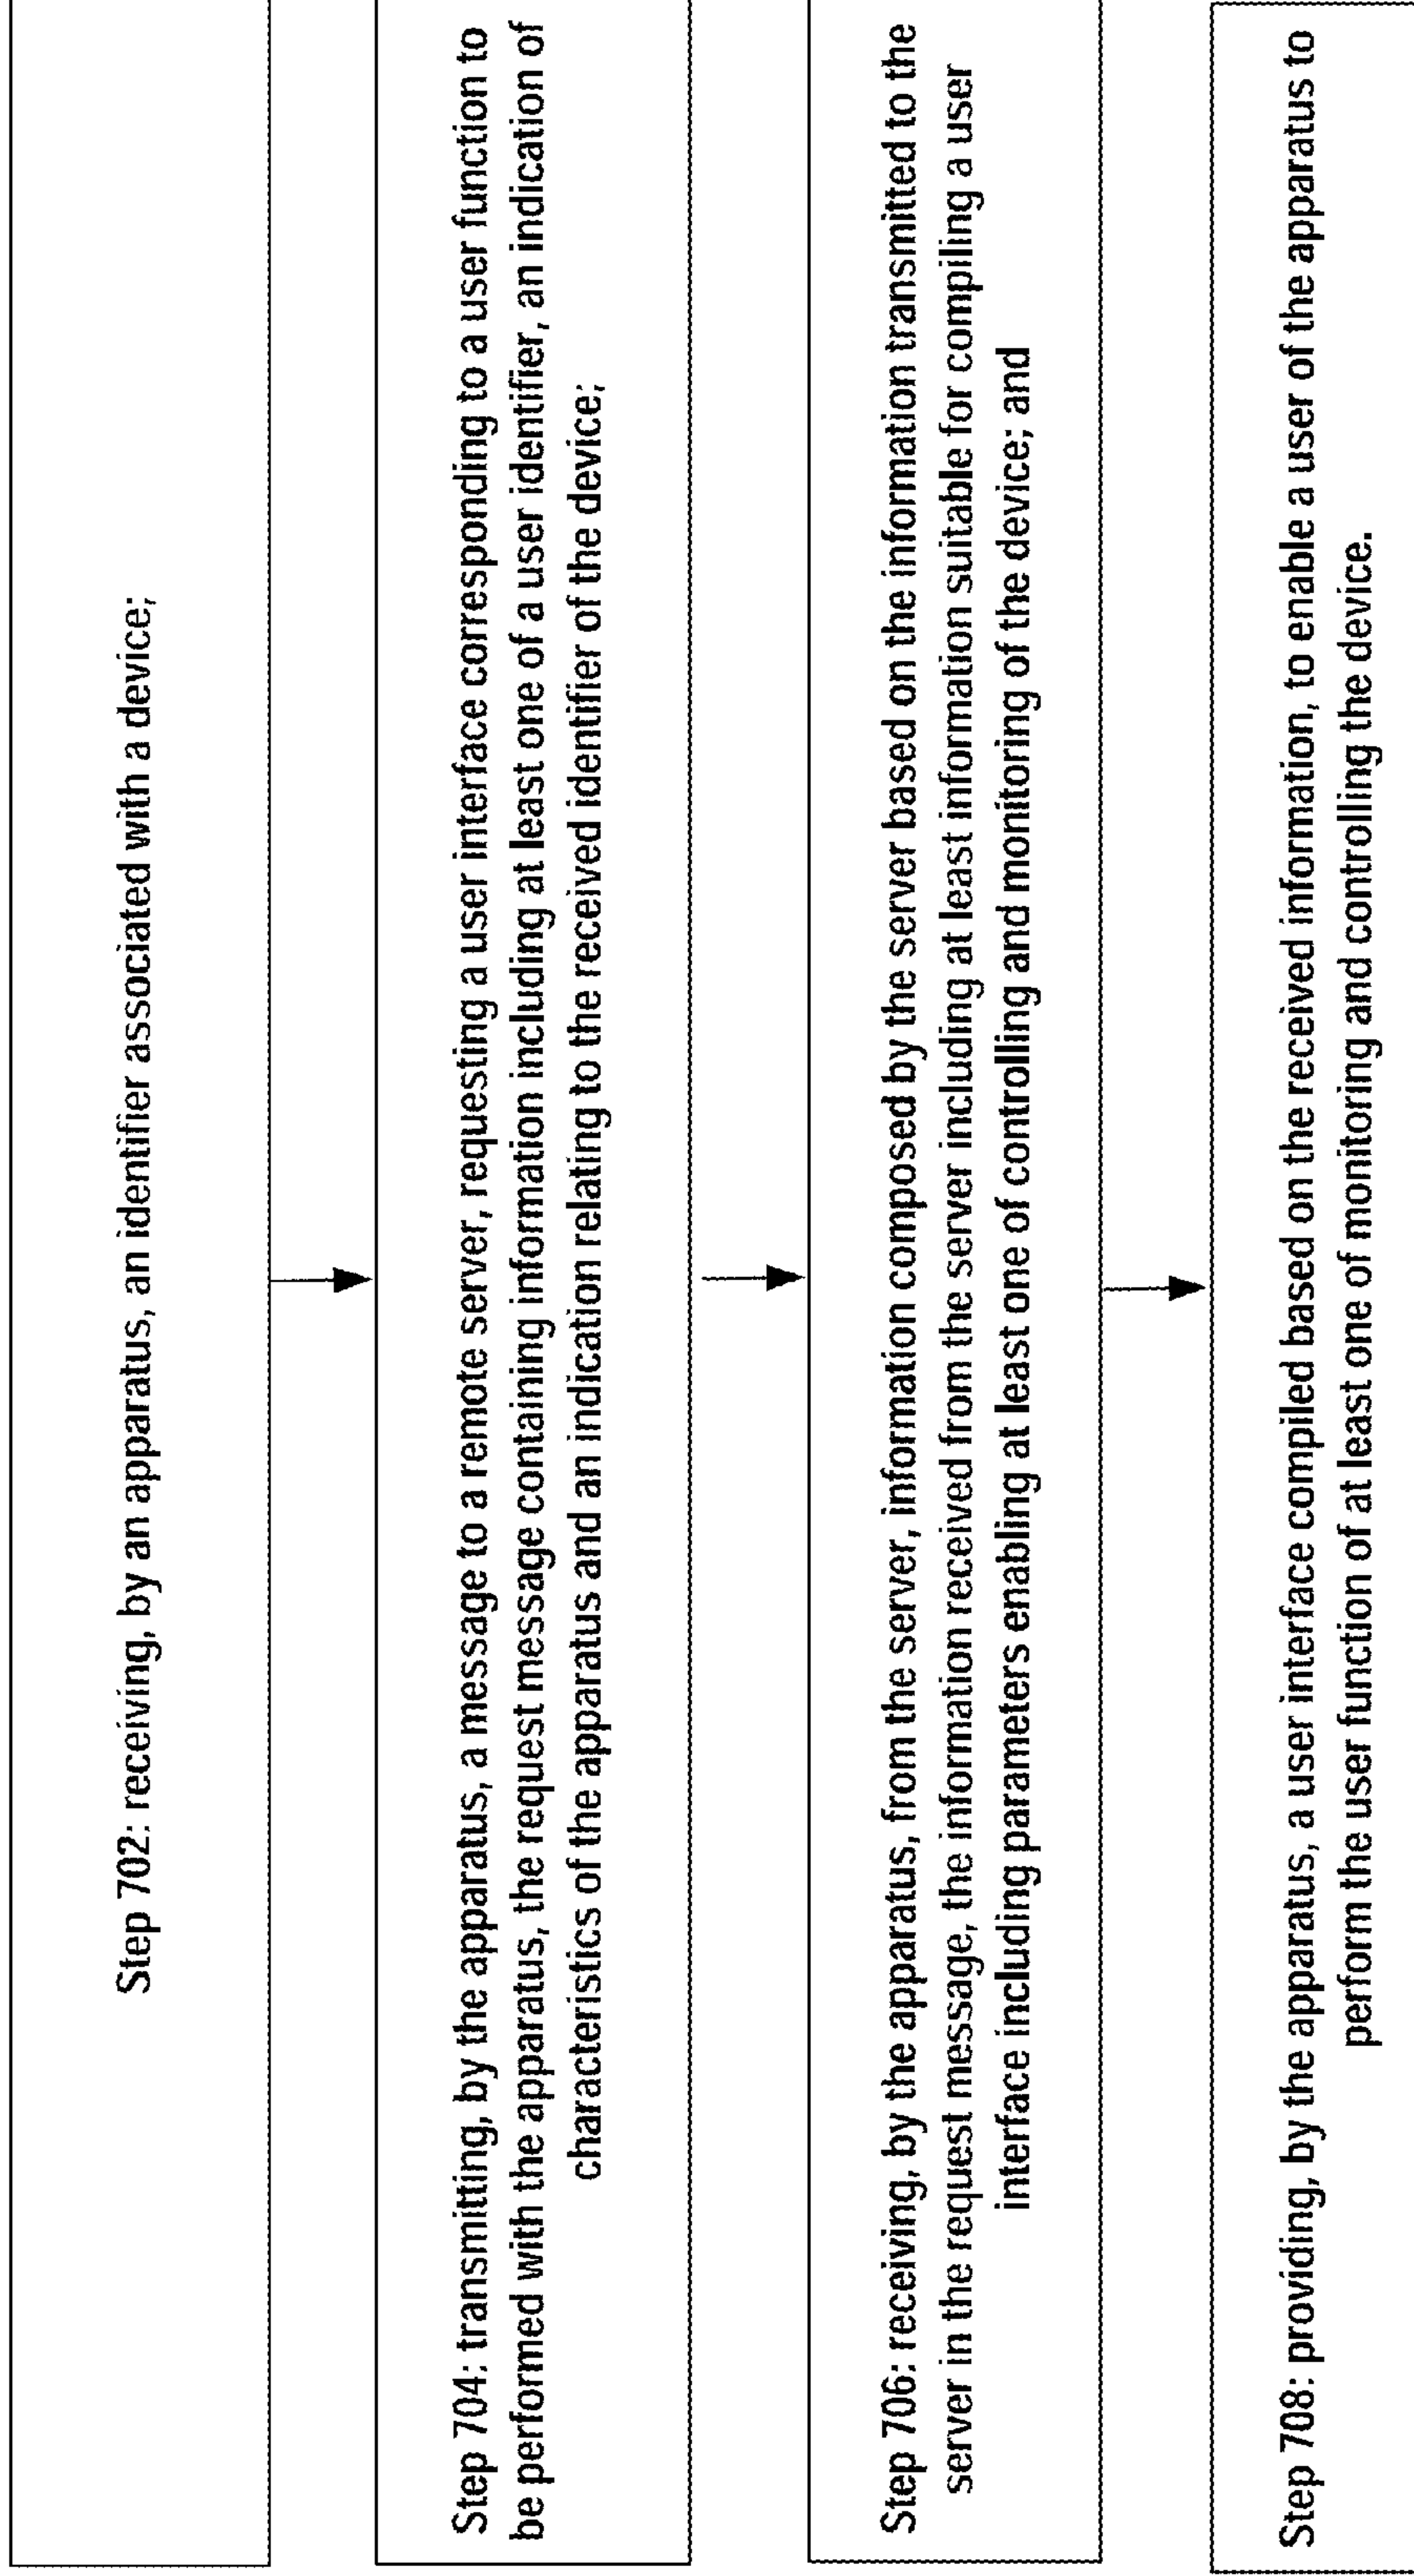 Step 702: receiving, by an apparatus, an identifier associated with a device;
Step 704: transmitting, by the apparatus, a message to a remote server, requesting a user interface corresponding to a user function to
be performed with the apparatus, the request message containing information including at least one of a user identifier, an indication of
characteristics of the apparatus and an indication relating to the received identifier of the device;
Step 706: receiving, by the apparatus, from the server, information composed by the server based on the information transmitted to the
server in the request message, the information received from the server including at least information suitable for compiling a user
interface including parameters enabling at least one of controlling and monitoring of the device; and
Step 708: providing, by the apparatus, a user interface compiled based on the received information, to enable a user of the apparatus to
perform the user function of at least one of monitoring and controlling the device.